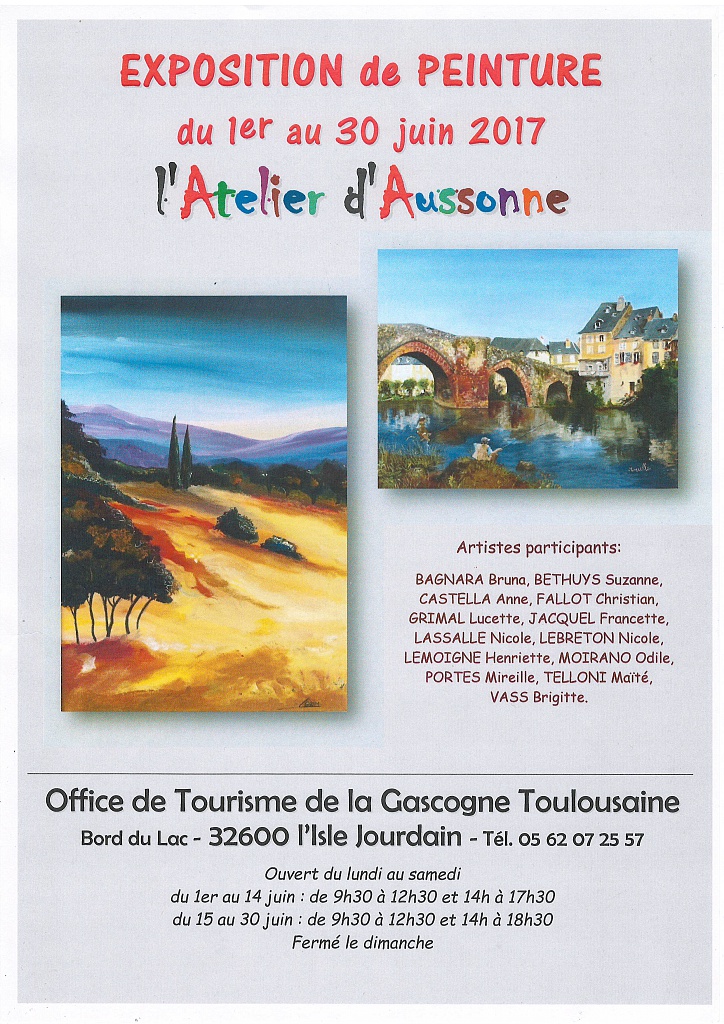 EXPOSITION de PEINTURE
du 1er au 30 juin 2017
l'Atelier d'Aussonne
Artistes participants:
BAGNARA Bruna, BETHUYS Suzanne,
CASTELLA Anne, FALLOT Christian,
GRIMAL Lucette, JACQUEL Francette,
LASSALLE Nicole, LEBRETON Nicole,
LEMOIGNE Henriette, MOIRANO Odile,
PORTES Mireille, TELLONI Maïté,
VASS Brigitte.
Office de Tourisme de la Gascogne Toulousaine
Bord du Lac - 32600 l'Isle Jourdain - Tél. 05 62 07 25 57
Ouvert du lundi au samedi
du 1er au 14 juin : de 9h30 à 12h30 et 14h à 17h30
du 15 au 30 juin : de 9h30 à 12h30 et 14h à 18h30
Fermé le dimanche